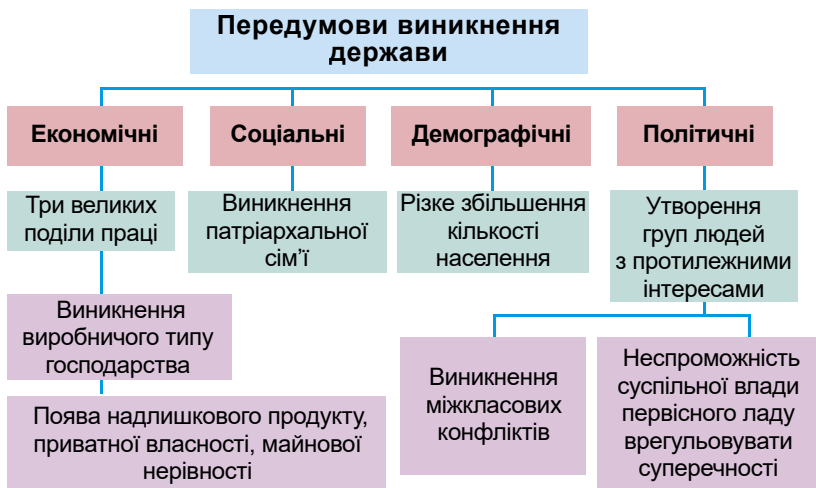 Передумови виникнення
держави
Економічні
Соціальні
Демографічні
Політичні
Три великих
поділи праці
Виникнення
патріархальної
сім’ї
Різке збільшення
кількості
населення
Утворення
груп людей
з протилежними
інтересами
Виникнення
виробничого типу
господарства
Поява надлишкового продукту,
приватної власності, майнової
нерівності
Виникнення
міжкласових
конфліктів
Неспроможність
суспільної влади
первісного ладу
врегульовувати
суперечності